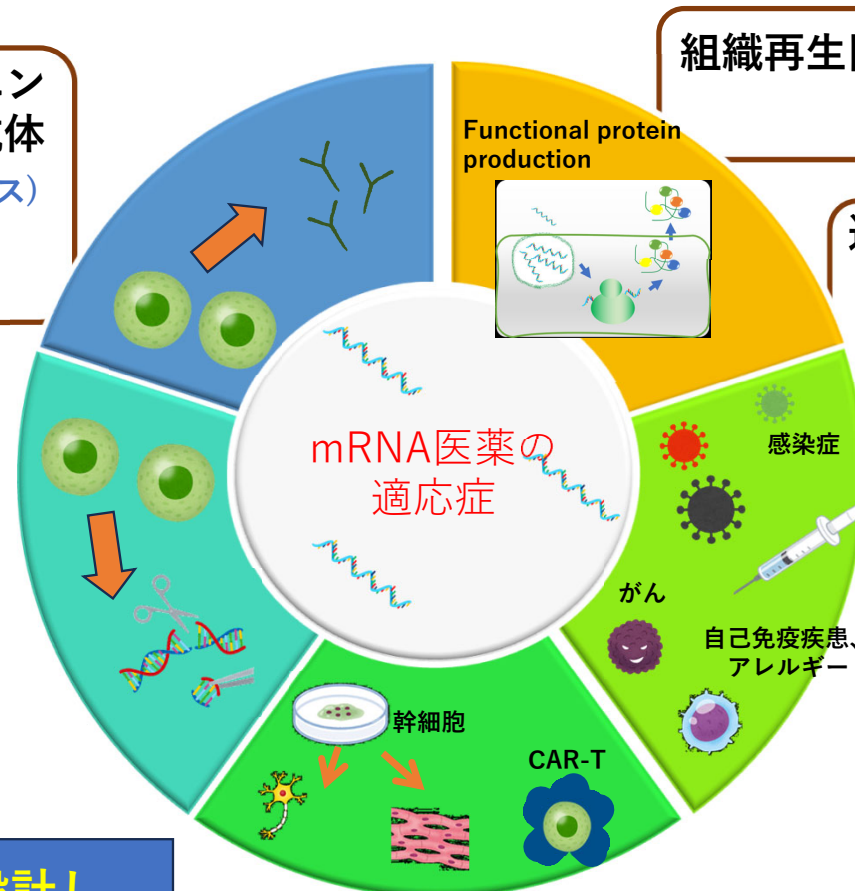 ン
体
ス）
組織再生
Functional protein
production
mRNA医薬の
適応症
感染症
がん
自己免疫疾患、
アレルギー
幹細胞
CAR-T